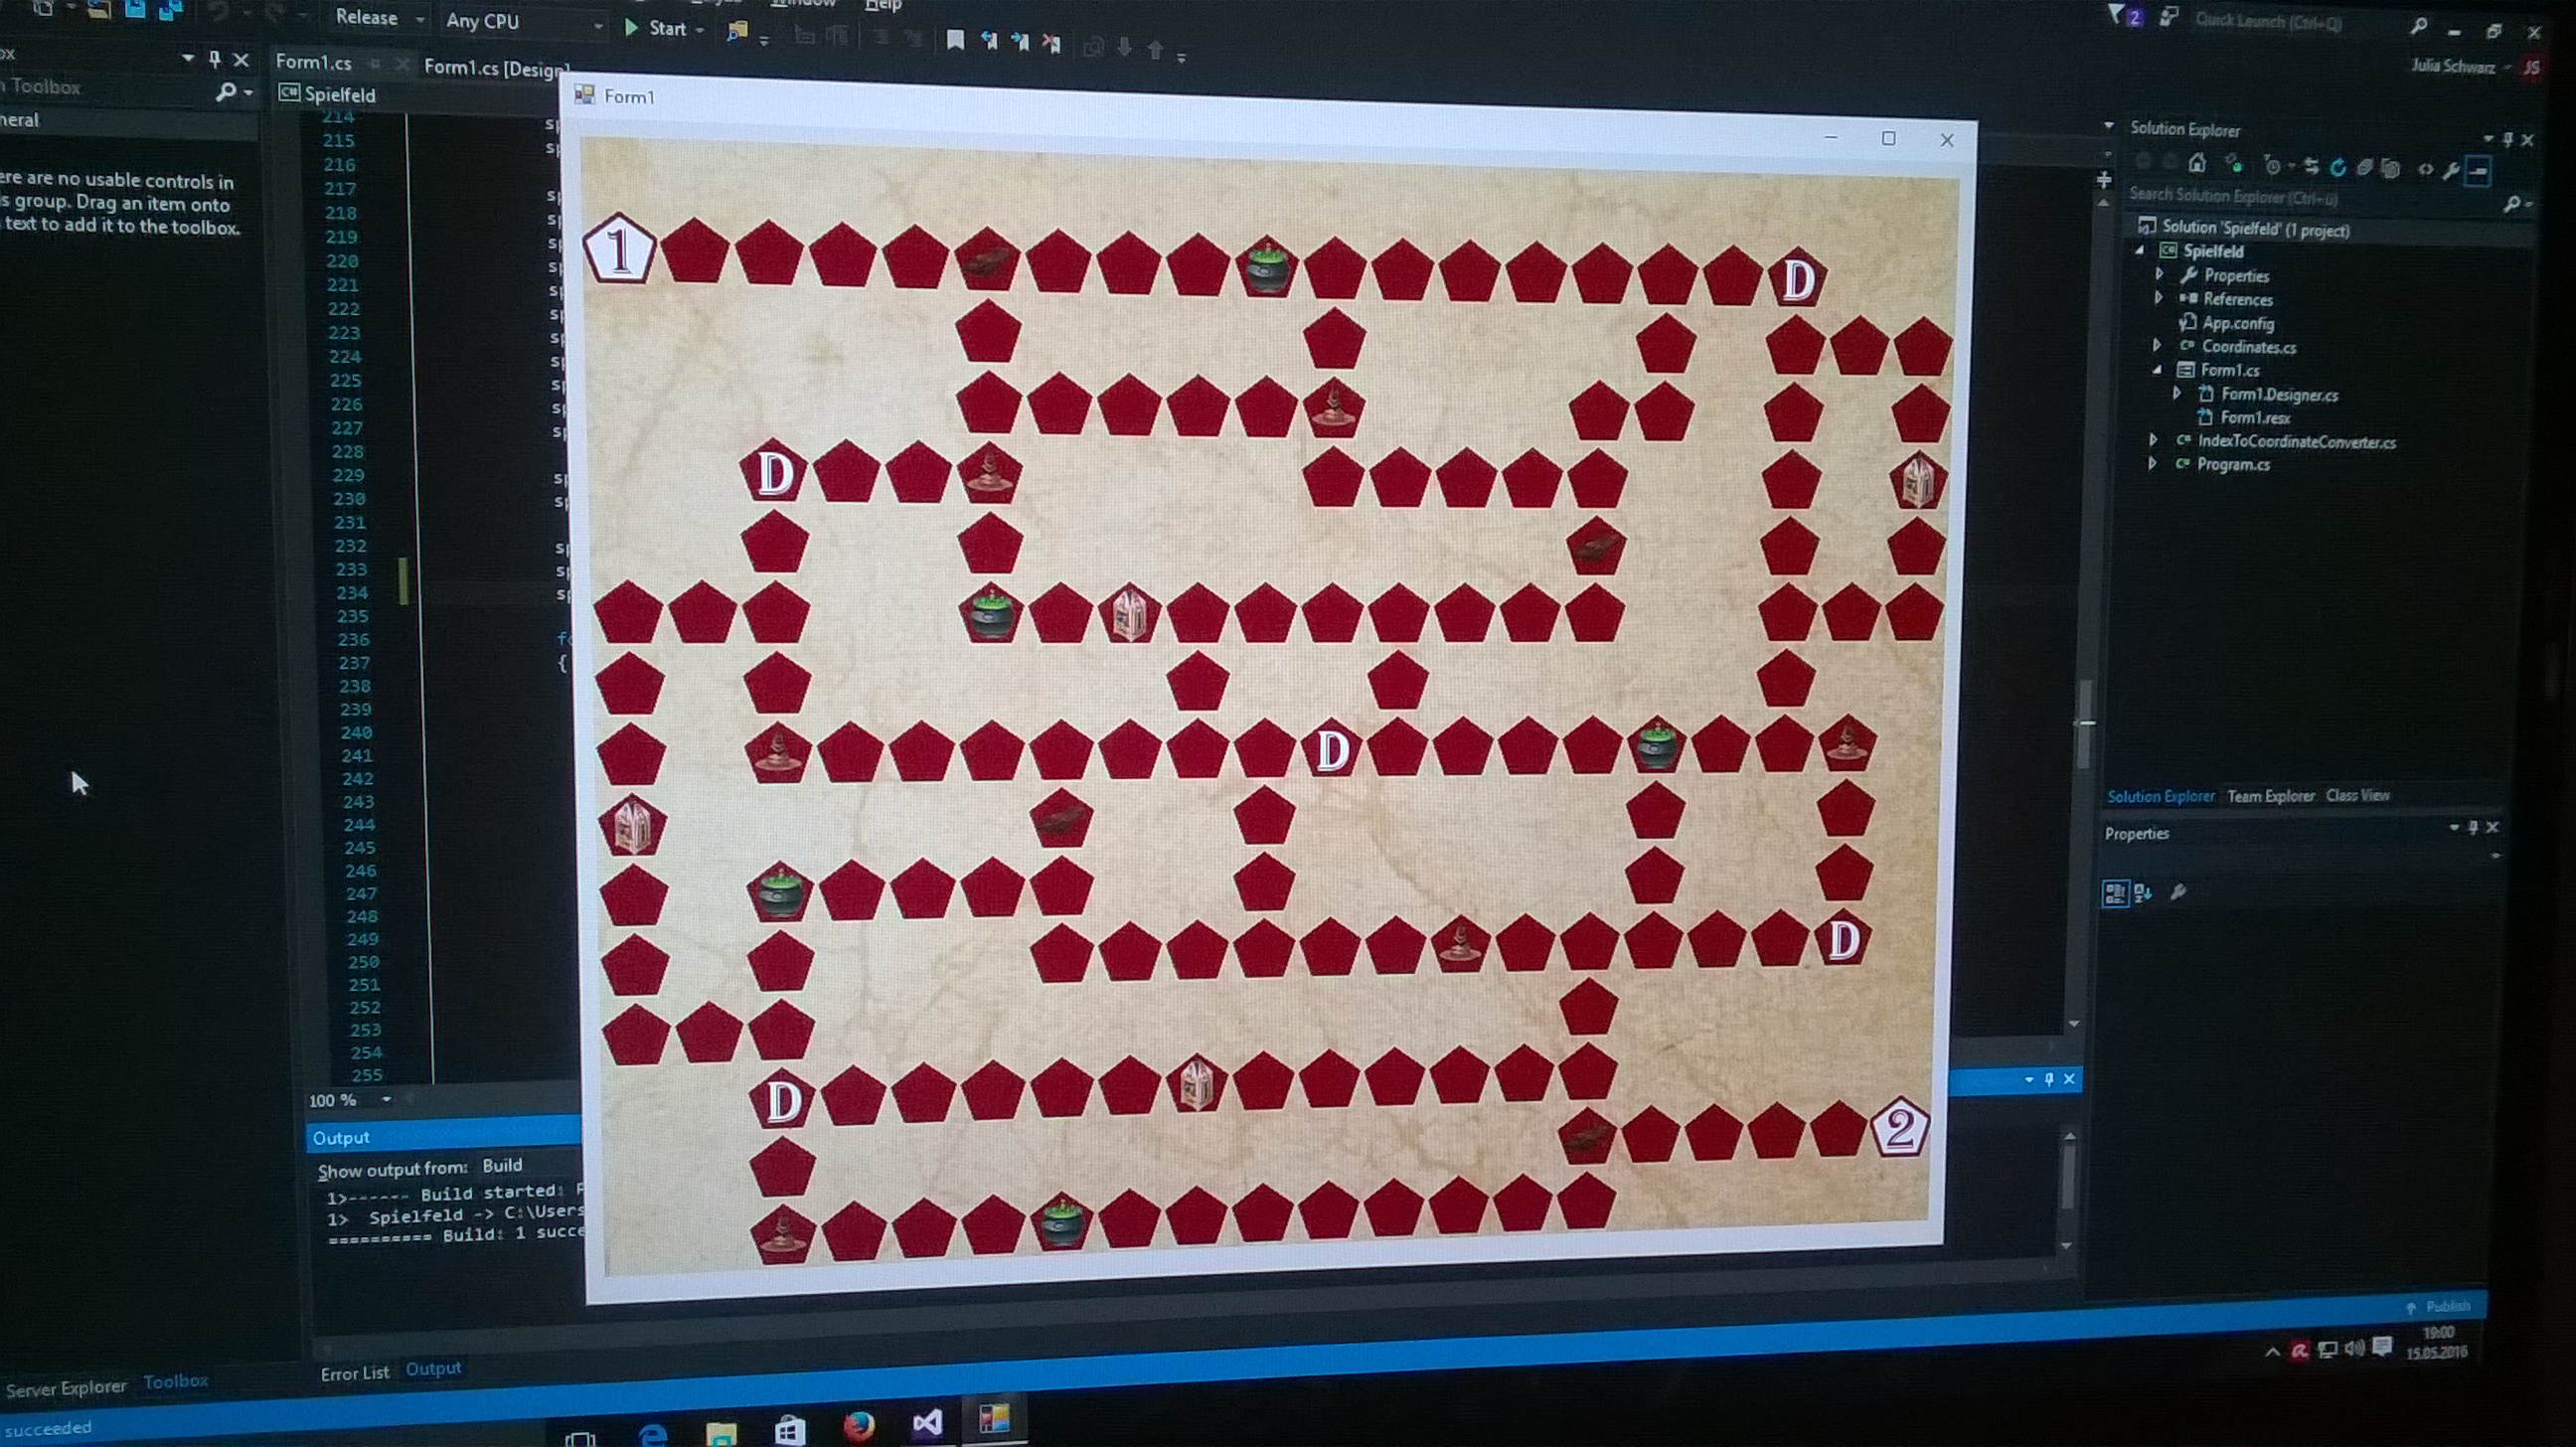 Window
Help
Release
Any CPU
Start
2
Quick Launch (Ctrl+Q)
Julia Schwarz
JS
ox
Toolbox
neral
ere are no usable controls in
s group. Drag an item onto
text to add it to the toolbox.
Form1.cs
Form1.cs [Design]
Spielfeld
214
215
216
217
218
219
220
221
222
223
224
225
226
227
228
229
230
231
232
233
234
235
236
237
{
238
239
240
241
242
243
244
245
246
247
248
249
250
251
252
253
254
255
100 %
Form1
1
D
D
D
D
D
2
Output
Show output from: Build
1>------ Build started:
1> Spielfeld -> C:\Users
========== Build: 1 succe
Error List
Output
Server Explorer
Toolbox
succeeded
Solution Explorer
Search Solution Explorer (Ctrl+ü)
Solution 'Spielfeld' (1 project)
Spielfeld
Properties
References
App.config
C# Coordinates.cs
Form1.cs
Form1.Designer.cs
Form1.resx
C# IndexToCoordinateConverter.cs
C# Program.cs
Solution Explorer
Team Explorer
Class View
Properties
Publish
19:00
15.05.2016